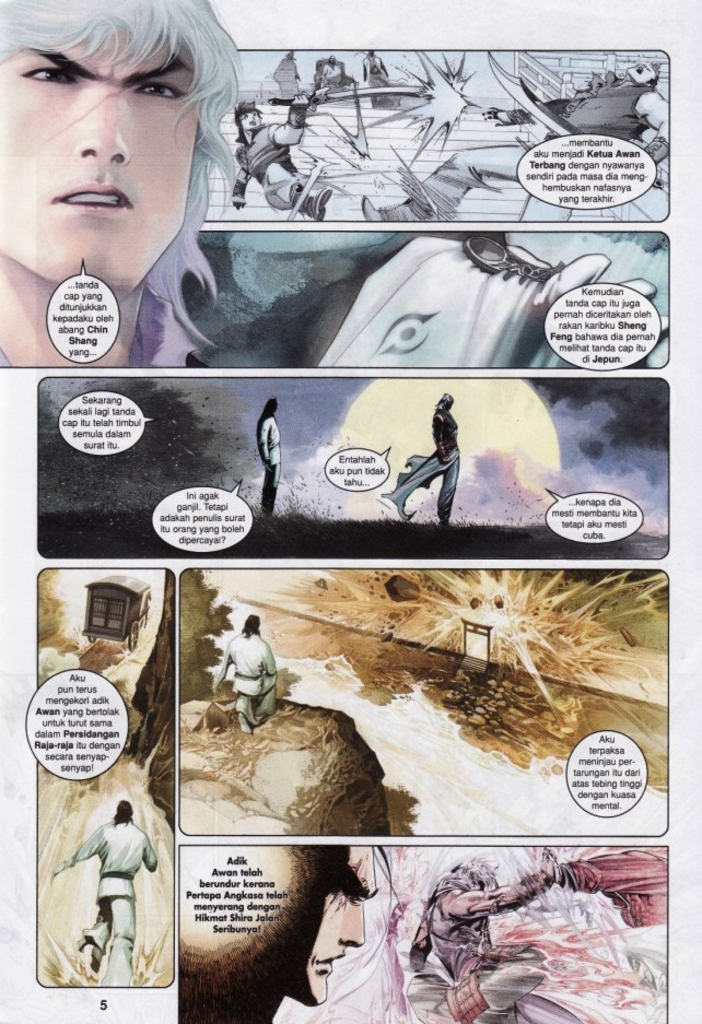 ...membantu
aku menjadi Ketua Awan
Terbang dengan nyawanya
sendiri pada masa dia meng-
hembuskan nafasnya
yang terakhir.
...tanda
cap yang
ditunjukkan
kepadaku oleh
abang Chin
Shang
yang...
Kemudian
tanda cap itu juga
pernah diceritakan oleh
rakan karibku Sheng
Feng bahawa dia pernah
melihat tanda cap itu
di Jepun.
Sekarang
sekali lagi tanda
cap itu telah timbul
semula dalam
surat itu.
Ini agak
ganjil. Tetapi
adakah penulis surat
itu orang yang boleh
dipercayai?
Entahlah
aku pun tidak
tahu...
...kenapa dia
mesti membantu kita
tetapi aku mesti
cuba.
Aku
pun terus
mengekori adik
Awan yang bertolak
untuk turut sama
dalam Persidangan
Raja-raja itu dengan
secara senyap-
senyap!
Aku
terpaksa
meninjau per-
tarungan itu dari
atas tebing tinggi
dengan kuasa
mental.
Adik
Awan telah
berundur kerana
Pertapa Angkasa telah
menyerang dengan
Hikmat Shira Jalan
Seribunya!
5